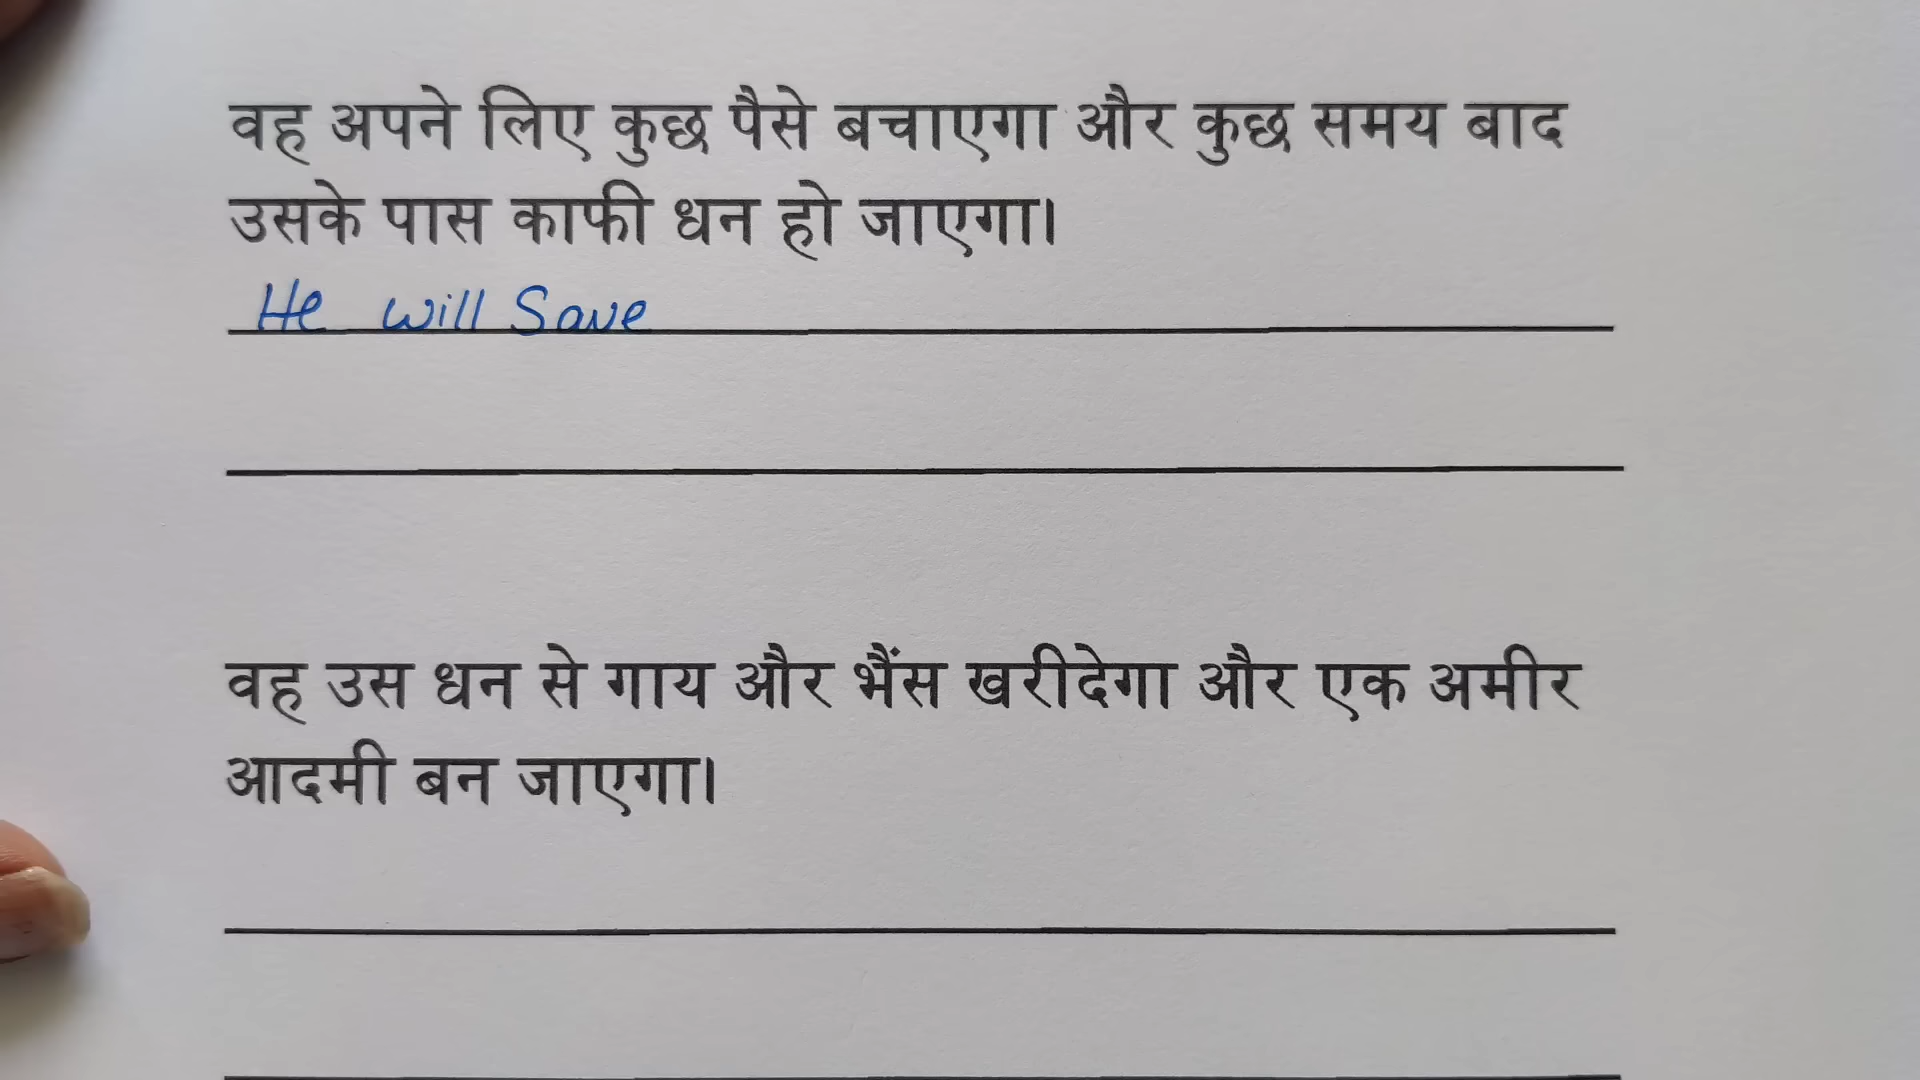 वह अपने लिए कुछ पैसे बचाएगा और कुछ समय बाद
उसके पास काफी धन हो जाएगा।
He will Save
वह उस धन से गाय और भैंस खरीदेगा और एक अमीर
आदमी बन जाएगा।